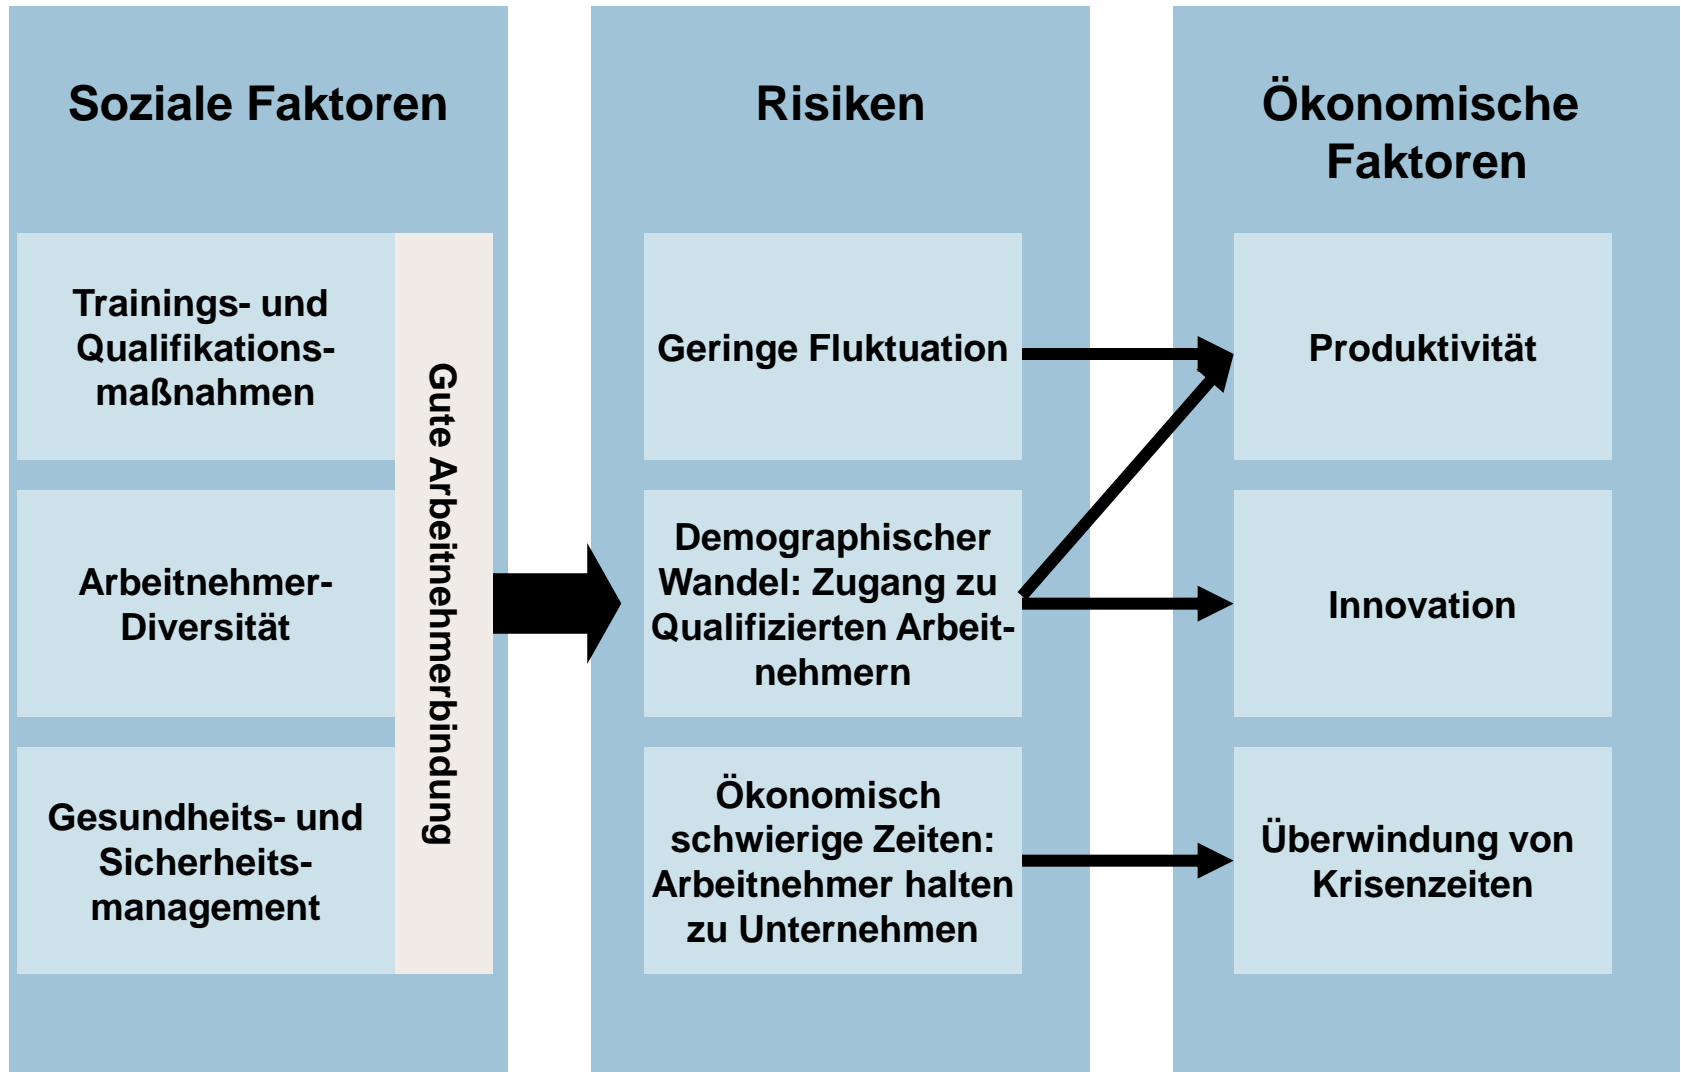 Soziale Faktoren
Trainings- und
Qualifikations-
maßnahmen
Arbeitnehmer-
Diversität
Gesundheits- und
Sicherheits-
management
Gute Arbeitnehmerbindung
Risiken
Geringe Fluktuation
Demographischer
Wandel: Zugang zu
Qualifizierten Arbeit-
nehmern
Ökonomisch
schwierige Zeiten:
Arbeitnehmer halten
zu Unternehmen
Ökonomische
Faktoren
Produktivität
Innovation
Überwindung von
Krisenzeiten